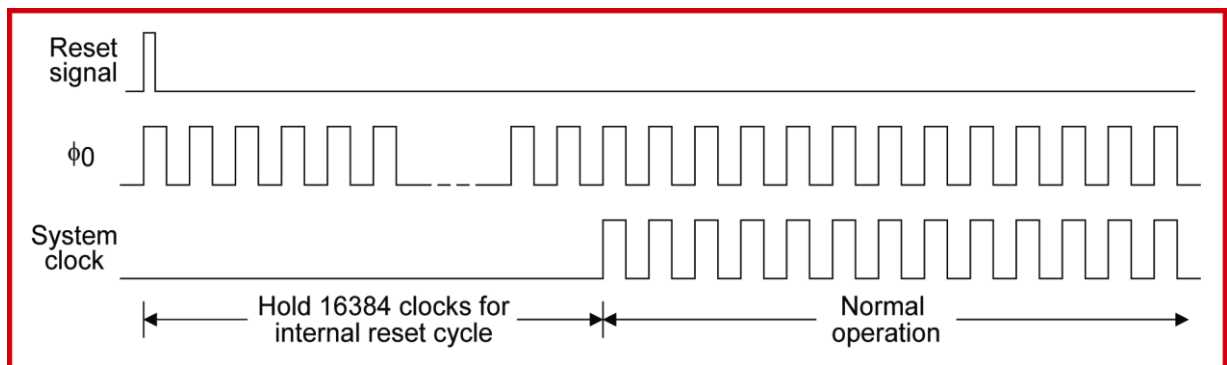 Reset
signal
ϕ0
System
clock
Hold 16384 clocks for
internal reset cycle
Normal
operation